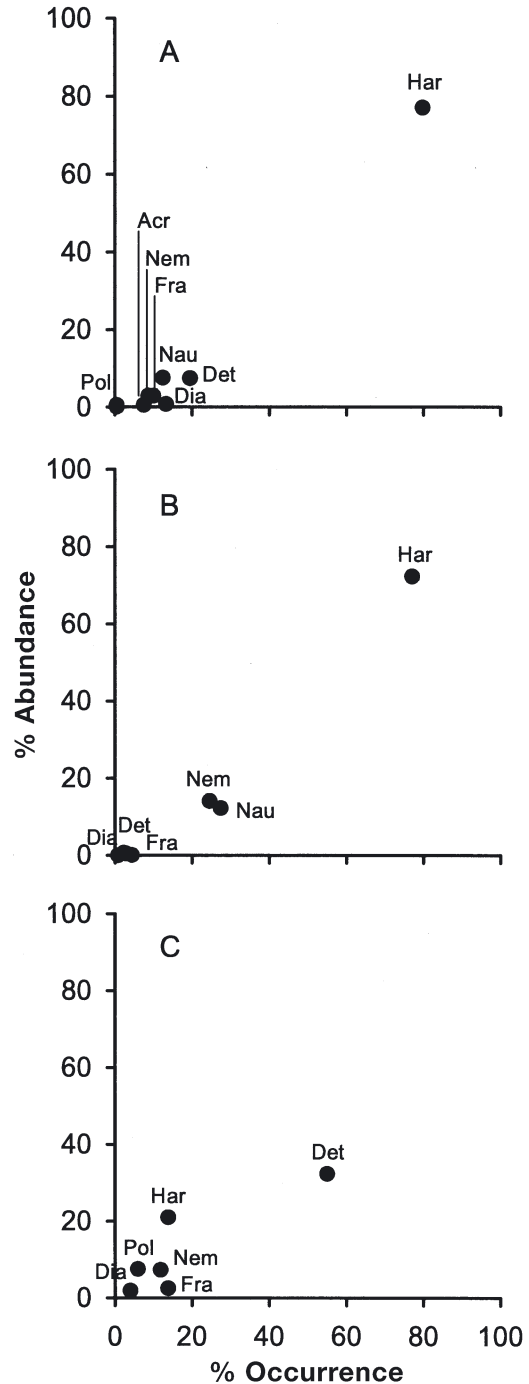 100
A
Har
80
60
Acr
40
Nem
Fra
20
Nau
Pol
Det
Dia
0
100
B
80
Har
60
% Abundance
40
20
Nem
Nau
Dia
Det
Fra
0
100
C
80
60
40
Det
Har
20
Pol
Nem
Dia
Fra
0
0 20 40 60 80 100
% Occurrence